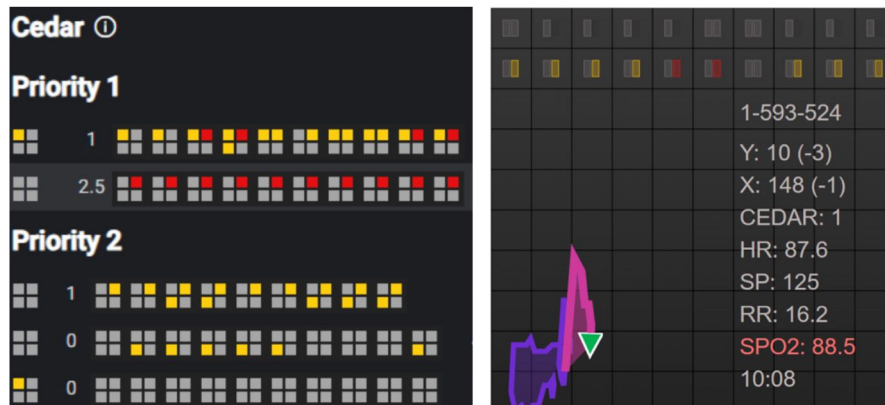 Cedar ⓘ
Priority 1
1
2.5
Priority 2
1
0
0
1-593-524
Y: 10 (-3)
X: 148 (-1)
CEDAR: 1
HR: 87.6
SP: 125
RR: 16.2
SPO2: 88.5
10:08